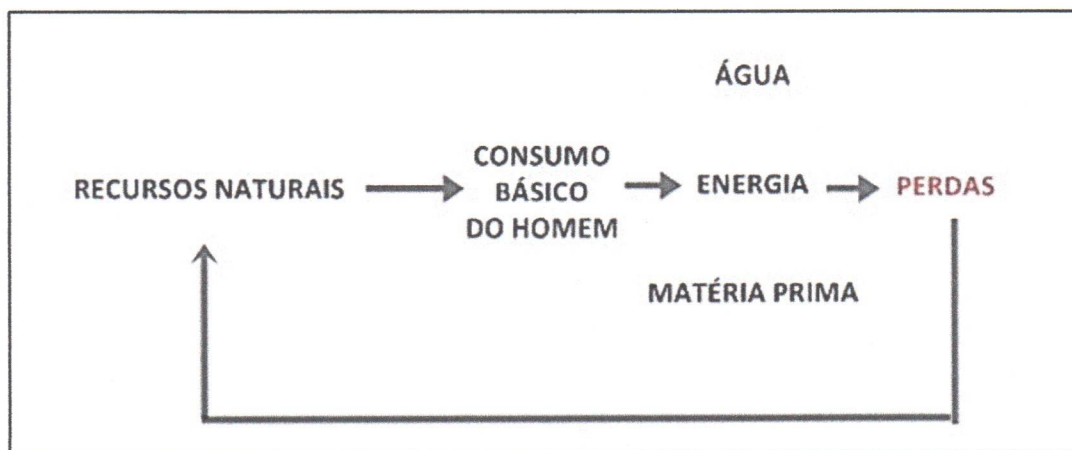 ÁGUA
RECURSOS NATURAIS
CONSUMO
BÁSICO
DO HOMEM
ENERGIA
PERDAS
MATÉRIA PRIMA